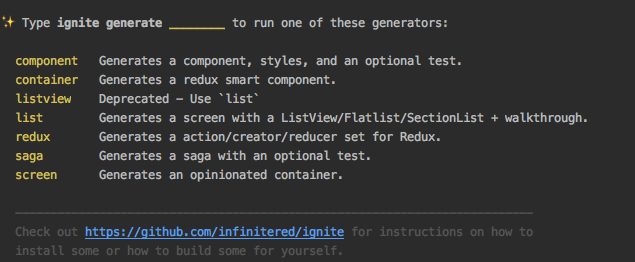 ✨ Type ignite generate ________ to run one of these generators:
component Generates a component, styles, and an optional test.
container Generates a redux smart component.
listview Deprecated - Use `list`
list Generates a screen with a ListView/Flatlist/SectionList + walkthrough.
redux Generates a action/creator/reducer set for Redux.
saga Generates a saga with an optional test.
screen Generates an opinionated container.
Check out https://github.com/infinitered/ignite for instructions on how to
install some or how to build some for yourself.